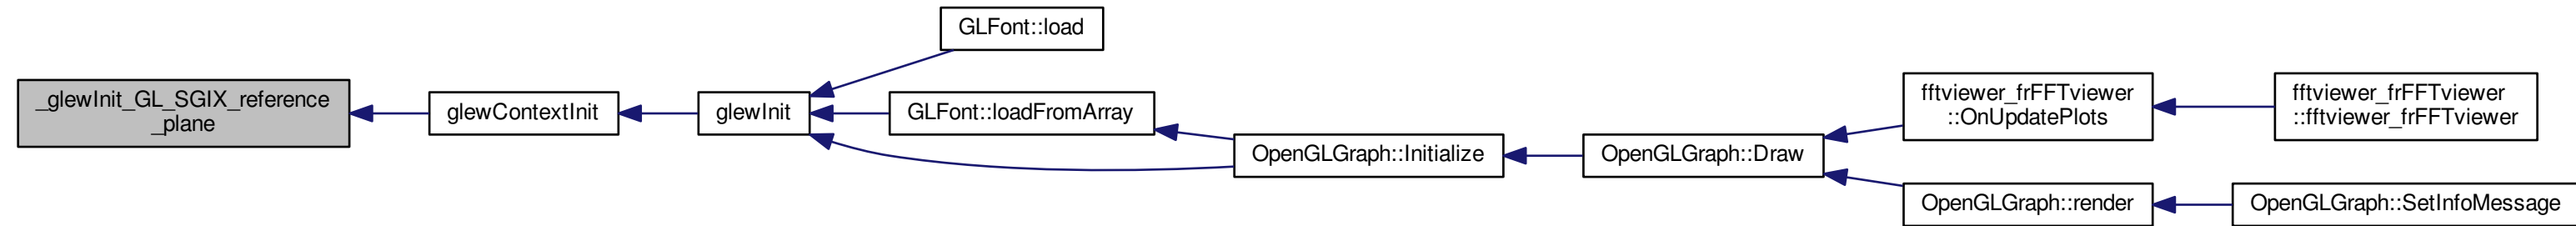 _glewInit_GL_SGIX_reference
_plane
glewContextInit
glewInit
GLFont::load
GLFont::loadFromArray
OpenGLGraph::Initialize
OpenGLGraph::Draw
fftviewer_frFFTviewer
::OnUpdatePlots
fftviewer_frFFTviewer
::fftviewer_frFFTviewer
OpenGLGraph::render
OpenGLGraph::SetInfoMessage